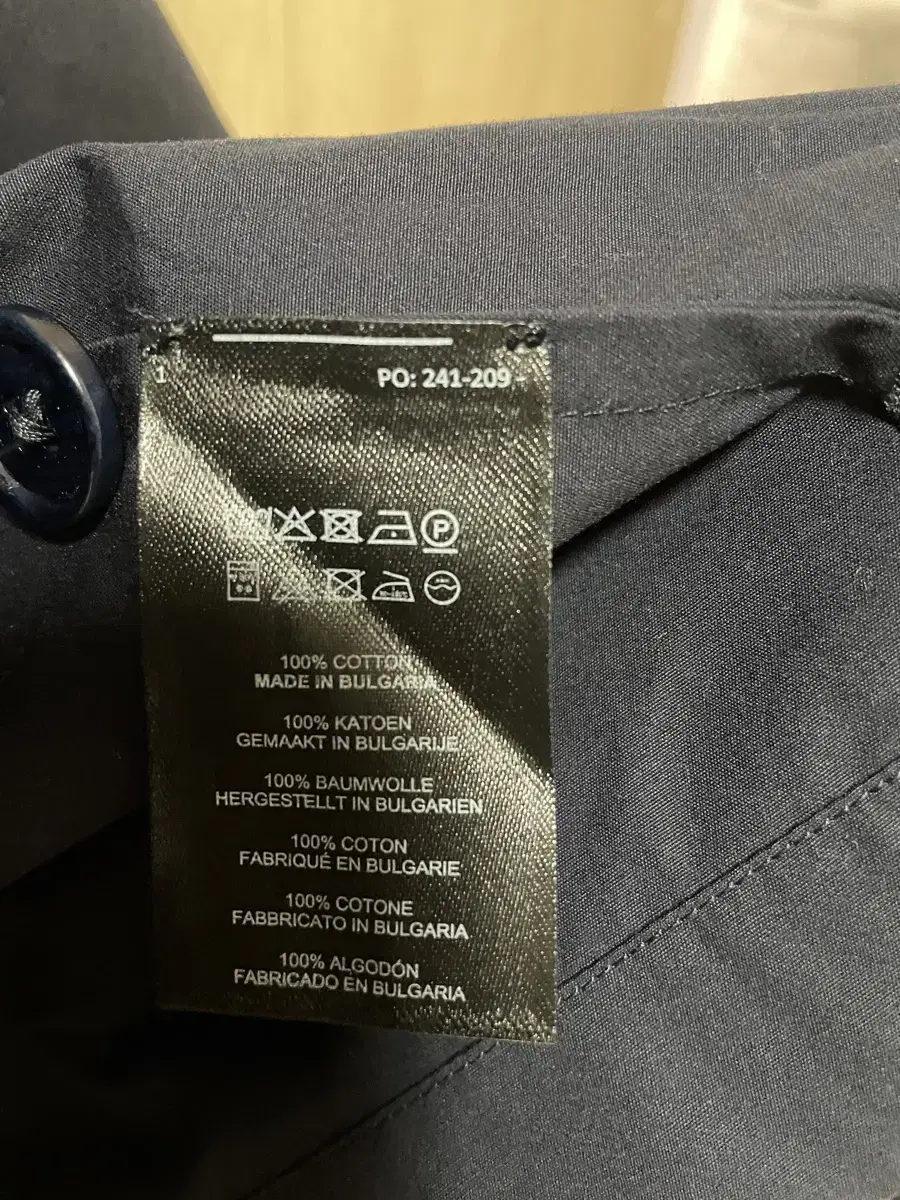 1
PO: 241-209
P
100% COTTON
MADE IN BULGARIA
100% KATOEN
GEMAAKT IN BULGARIJE
100% BAUMWOLLE
HERGESTELLT IN BULGARIEN
100% COTON
FABRIQUÉ EN BULGARIE
100% COTONE
FABBRICATO IN BULGARIA
100% ALGODÓN
FABRICADO EN BULGARIA